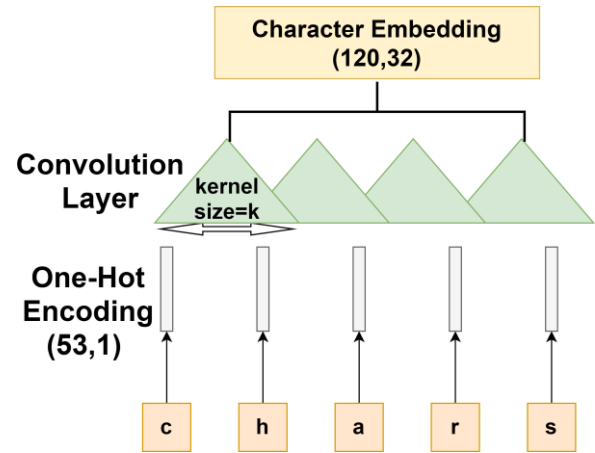 Character Embedding
(120,32)
Convolution
Layer
kernel
size=k
One-Hot
Encoding
(53,1)
c h a r s